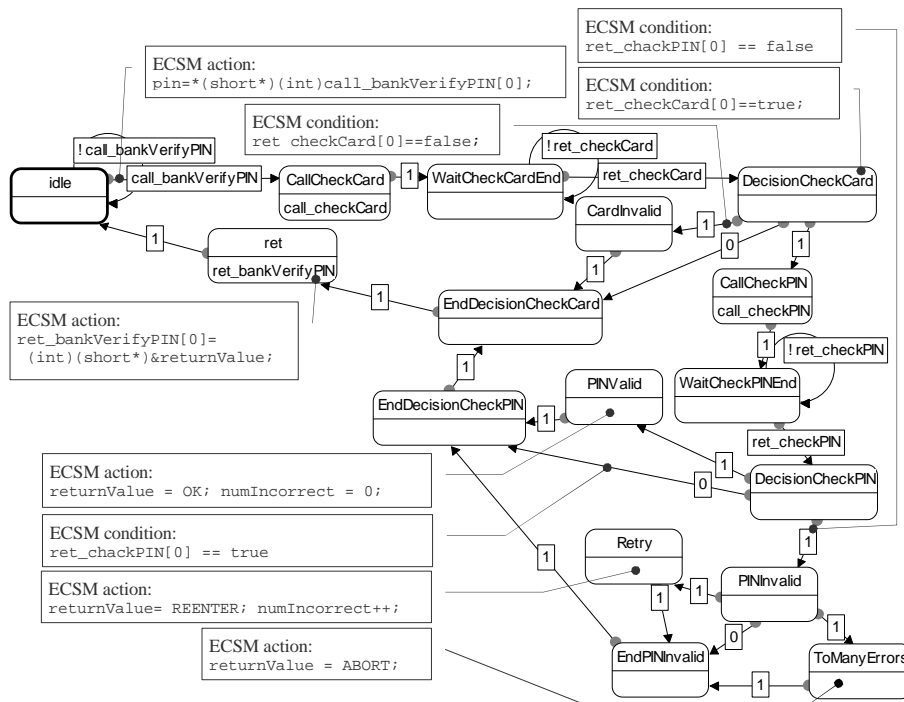 ECSM condition:
ret_chackPIN[0] == false
ECSM action:
pin=*(short*)(int)call_bankVerifyPIN[0];
ECSM condition:
ret_checkCard[0]==true;
ECSM condition:
ret checkCard[0]==false;
! call_bankVerifyPIN
! ret_checkCard
idle
call_bankVerifyPIN
CallCheckCard
call_checkCard
1
WaitCheckCardEnd
ret_checkCard
DecisionCheckCard
CardInvalid
1
0
1
1
ret
ret_bankVerifyPIN
1
CallCheckPIN
call_checkPIN
1
EndDecisionCheckCard
ECSM action:
ret_bankVerifyPIN[0]=
(int)(short*)&returnValue;
1
! ret_checkPIN
1
WaitCheckPINEnd
PINValid
EndDecisionCheckPIN
1
ret_checkPIN
1
0
DecisionCheckPIN
ECSM action:
returnValue = OK; numIncorrect = 0;
ECSM condition:
ret_chackPIN[0] == true
1
Retry
1
ECSM action:
returnValue= REENTER; numIncorrect++;
1
PINInvalid
1
0
1
ECSM action:
returnValue = ABORT;
EndPINInvalid
1
ToManyErrors